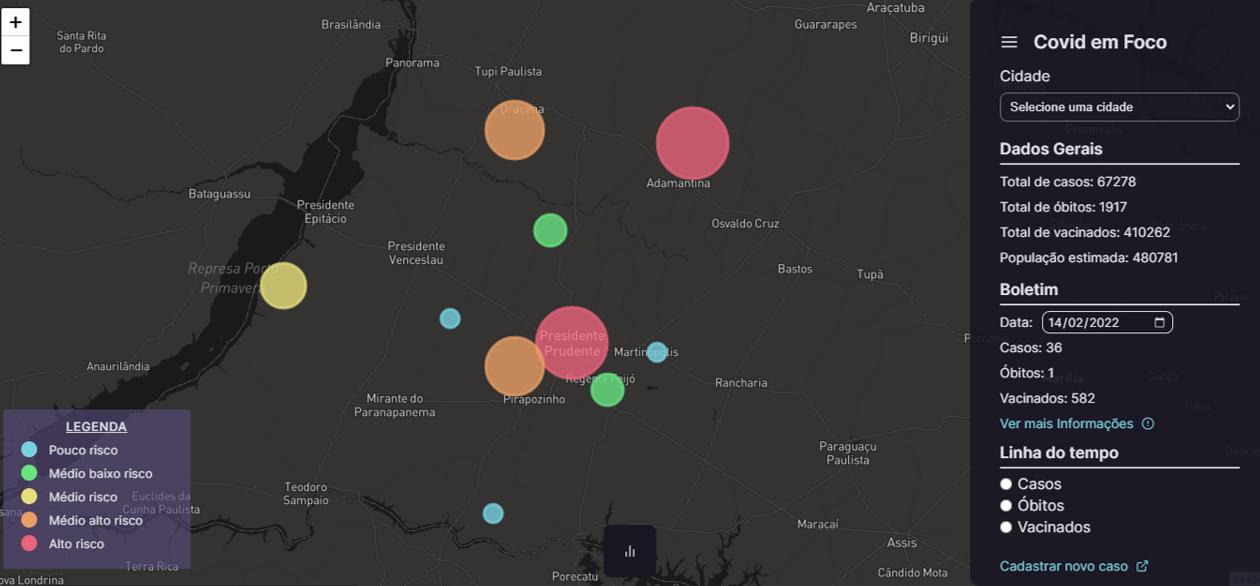 +
−
Santa Rita
do Pardo
Brasilândia
Araçatuba
Guararapes
Birigüi
Panorama
Tupi Paulista
Dracena
Bataguassu
Presidente
Epitácio
Adamantina
Osvaldo Cruz
Presidente
Venceslau
Represa Porto
Primavera
Bastos
Tupã
Presidente
Prudente
Martinópolis
Anaurilândia
Regente Feijó
Rancharia
Mirante do
Paranapanema
Pirapozinho
Paraguaçu
Paulista
Teodoro
Sampaio
Euclides da
Cunha Paulista
Maracaí
Assis
Terra Rica
Porecatu
Cândido Mota
ova Londrina
LEGENDA
Pouco risco
Médio baixo risco
Médio risco
Médio alto risco
Alto risco
Covid em Foco
Cidade
Selecione uma cidade
Promissão
Dados Gerais
Total de casos: 67278
Total de óbitos: 1917
Total de vacinados: 410262
População estimada: 480781
Boletim
Data: 14/02/2022
Casos: 36
Óbitos: 1
Marília
Garça
Vacinados: 582
Ver mais Informações
Linha do tempo
Casos
Óbitos
Vacinados
Cadastrar novo caso